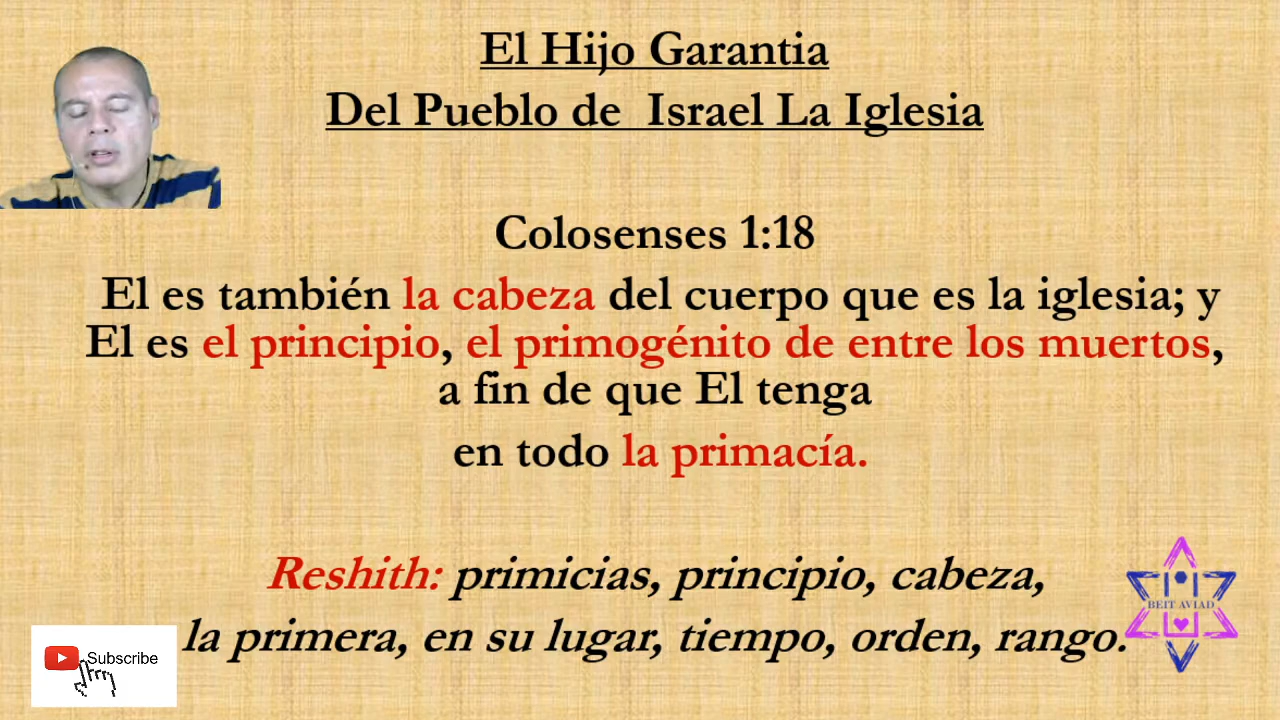 El Hijo Garantia
Del Pueblo de Israel La Iglesia
Colosenses 1:18
El es también la cabeza del cuerpo que es la iglesia; y
El es el principio, el primogénito de entre los muertos,
a fin de que El tenga
en todo la primacía.
Reshith: primicias, principio, cabeza,
la primera, en su lugar, tiempo, orden, rango.
BEIT AVIAD
Subscribe